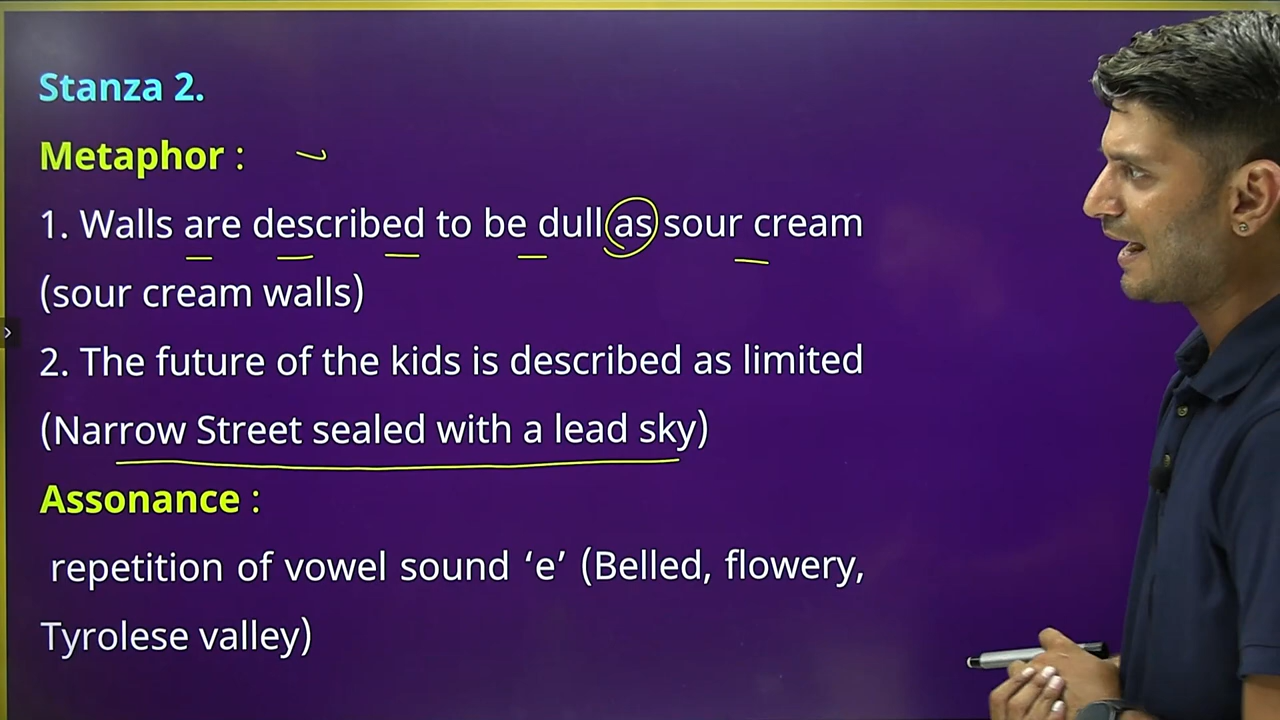 Stanza 2.
Metaphor :
1. Walls are described to be dull as sour cream
(sour cream walls)
2. The future of the kids is described as limited
(Narrow Street sealed with a lead sky)
Assonance :
repetition of vowel sound ‘e’ (Belled, flowery,
Tyrolese valley)